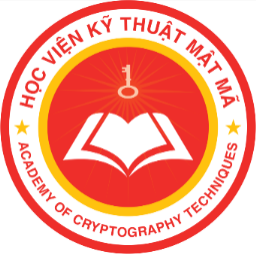 HỌC VIỆN KỸ THUẬT MẬT MÃ
ACADEMY OF CRYPTOGRAPHY TECHNIQUES